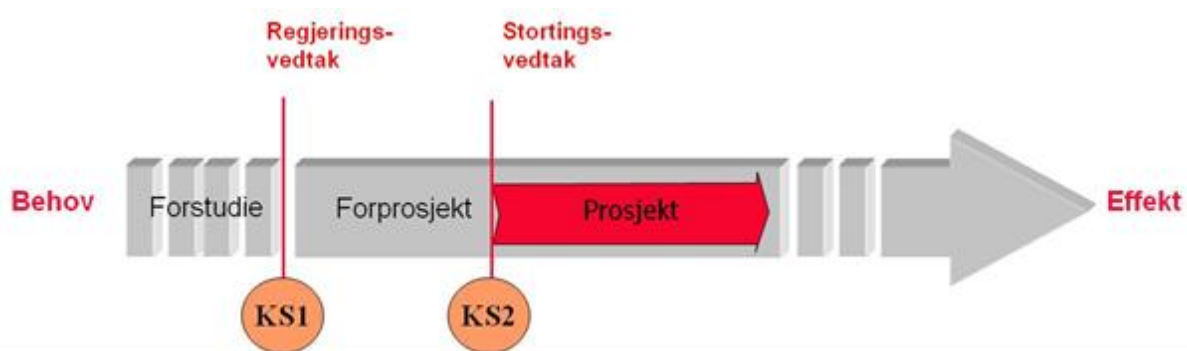 Regjerings-
vedtak
Stortings-
vedtak
Behov
Forstudie
Forprosjekt
Prosjekt
Effekt
KS1
KS2